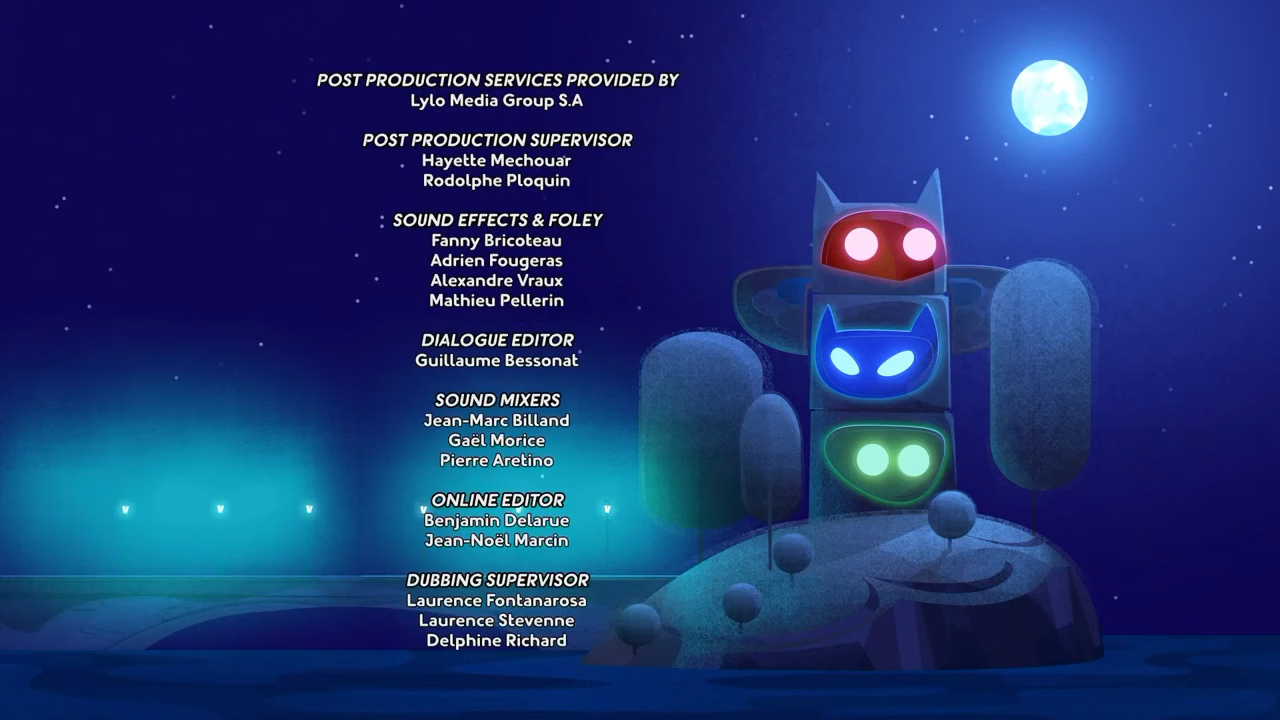 POST PRODUCTION SERVICES PROVIDED BY
Lylo Media Group S.A
POST PRODUCTION SUPERVISOR
Hayette Mechouar
Rodolphe Ploquin
SOUND EFFECTS & FOLEY
Fanny Bricoteau
Adrien Fougeras
Alexandre Vraux
Mathieu Pellerin
DIALOGUE EDITOR
Guillaume Bessonat
SOUND MIXERS
Jean-Marc Billand
Gaël Morice
Pierre Aretino
ONLINE EDITOR
Benjamin Delarue
Jean-Noël Marcin
DUBBING SUPERVISOR
Laurence Fontanarosa
Laurence Stevenne
Delphine Richard